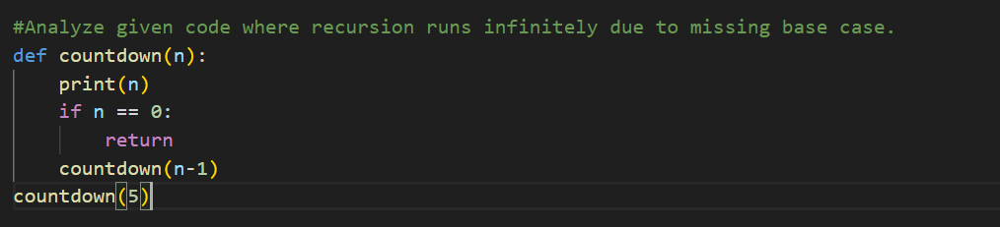 #Analyze given code where recursion runs infinitely due to missing base case.
def countdown(n):
    print(n)
    if n == 0:
        return
    countdown(n-1)
countdown(5)